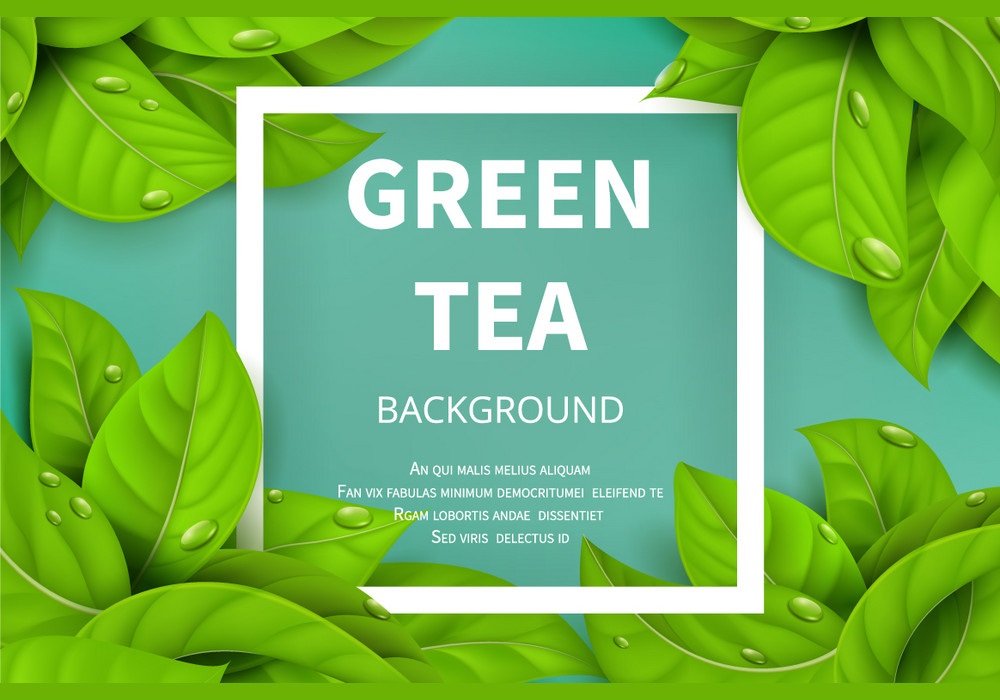 GREEN
TEA
BACKGROUND
An qui malis melius aliquam
Fan vix fabulas minimum democritumei eleifend te
Rgam lobortis andae dissentiet
Sed viris delectus id